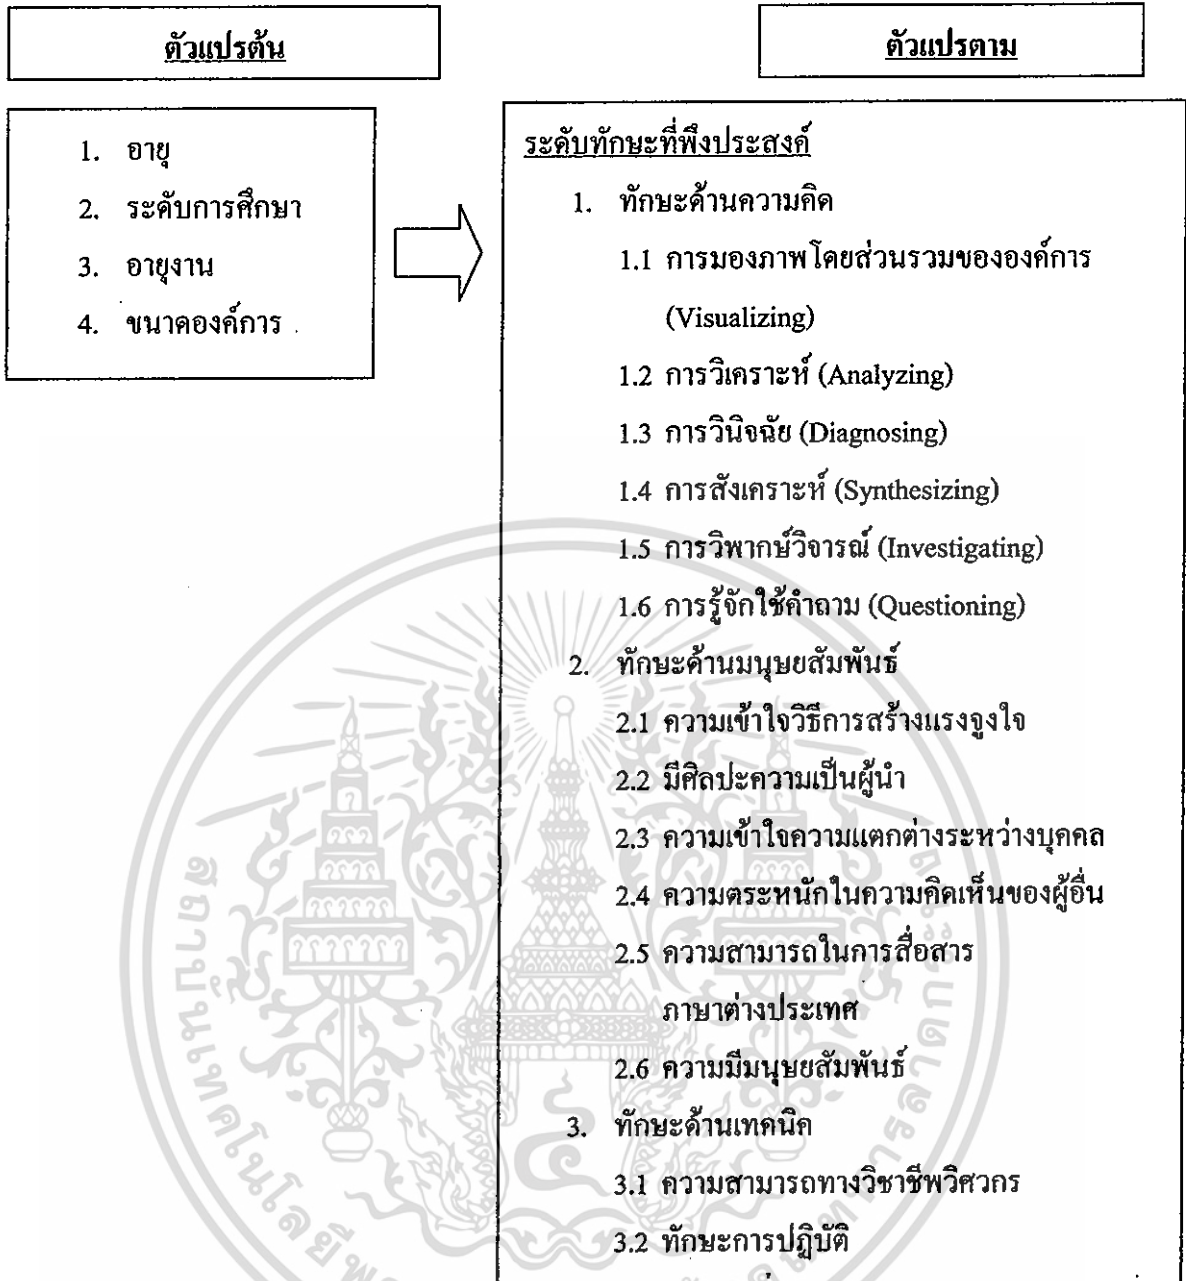 ตัวแปรต้น
ตัวแปรตาม
1. อายุ
2. ระดับการศึกษา
3. อายุงาน
4. ขนาดองค์การ
ระดับทักษะที่พึงประสงค์
1. ทักษะด้านความคิด
1.1 การมองภาพโดยส่วนรวมขององค์การ
(Visualizing)
1.2 การวิเคราะห์ (Analyzing)
1.3 การวินิจฉัย (Diagnosing)
1.4 การสังเคราะห์ (Synthesizing)
1.5 การวิพากษ์วิจารณ์ (Investigating)
1.6 การรู้จักใช้คำถาม (Questioning)
2. ทักษะด้านมนุษยสัมพันธ์
2.1 ความเข้าใจวิธีการสร้างแรงจูงใจ
2.2 มีศิลปะความเป็นผู้นำ
2.3 ความเข้าใจความแตกต่างระหว่างบุคคล
2.4 ความตระหนักในความคิดเห็นของผู้อื่น
2.5 ความสามารถในการสื่อสาร
ภาษาต่างประเทศ
2.6 ความมีมนุษยสัมพันธ์
3. ทักษะด้านเทคนิค
3.1 ความสามารถทางวิชาชีพวิศวกร
3.2 ทักษะการปฏิบัติ